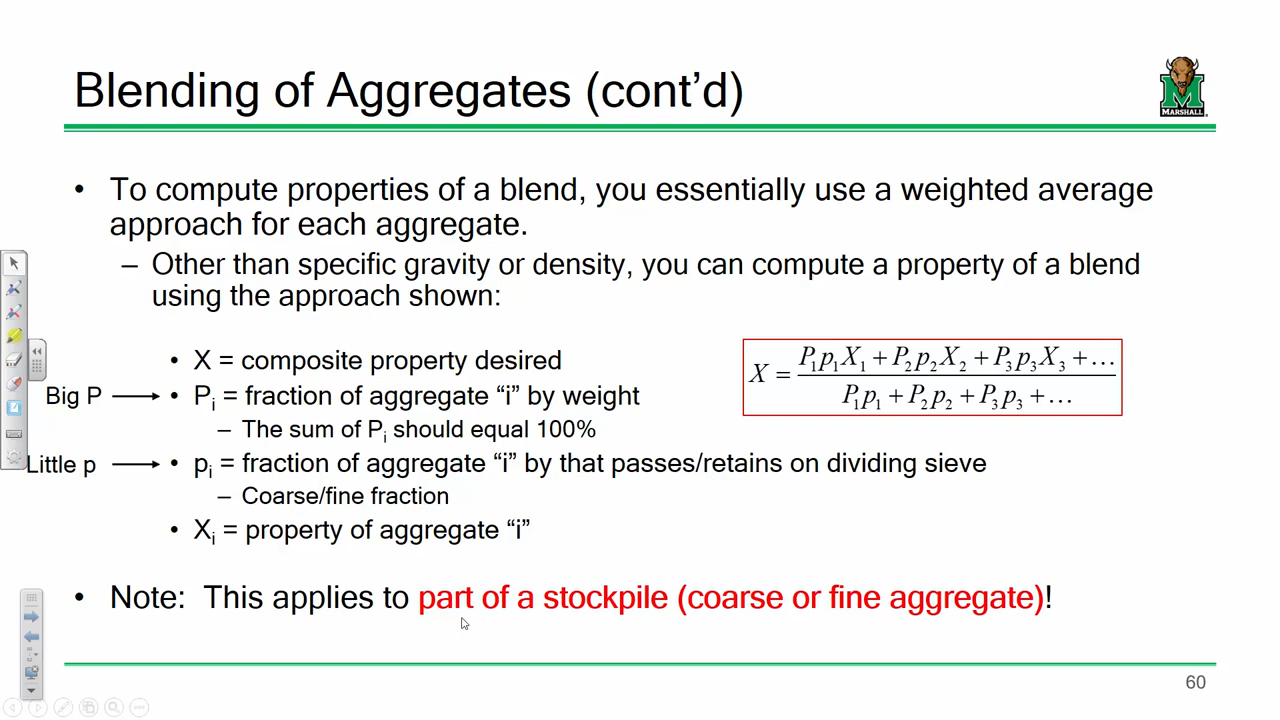 Blending of Aggregates (cont’d)
MARSHALL
• To compute properties of a blend, you essentially use a weighted average
approach for each aggregate.
– Other than specific gravity or density, you can compute a property of a blend
using the approach shown:
• X = composite property desired
Big P
• Pᵢ = fraction of aggregate “i” by weight
– The sum of Pᵢ should equal 100%
Little p
• pᵢ = fraction of aggregate “i” by that passes/retains on dividing sieve
– Coarse/fine fraction
• Xᵢ = property of aggregate “i”
X = (P₁p₁X₁ + P₂p₂X₂ + P₃p₃X₃ + …) / (P₁p₁ + P₂p₂ + P₃p₃ + …)
• Note: This applies to part of a stockpile (coarse or fine aggregate)!
60